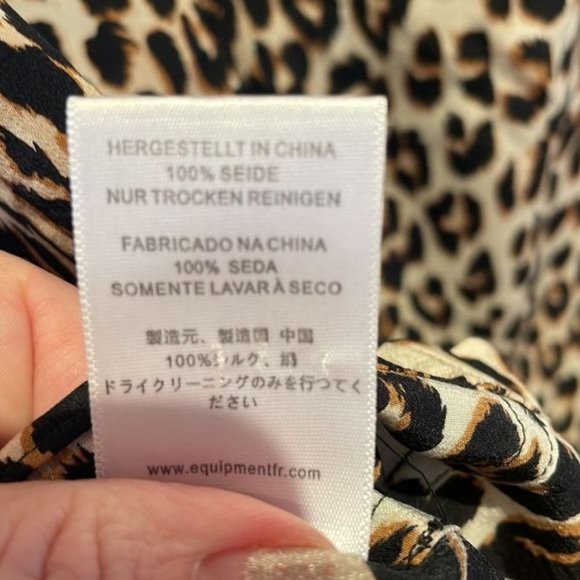 HERGESTELLT IN CHINA
100% SEIDE
NUR TROCKEN REINIGEN
FABRICADO NA CHINA
100% SEDA
SOMENTE LAVAR À SECO
製造元、製造国 中国
100%シルク、絹
ドライクリーニングのみを行つてく
ださい
www.equipmentfr.com